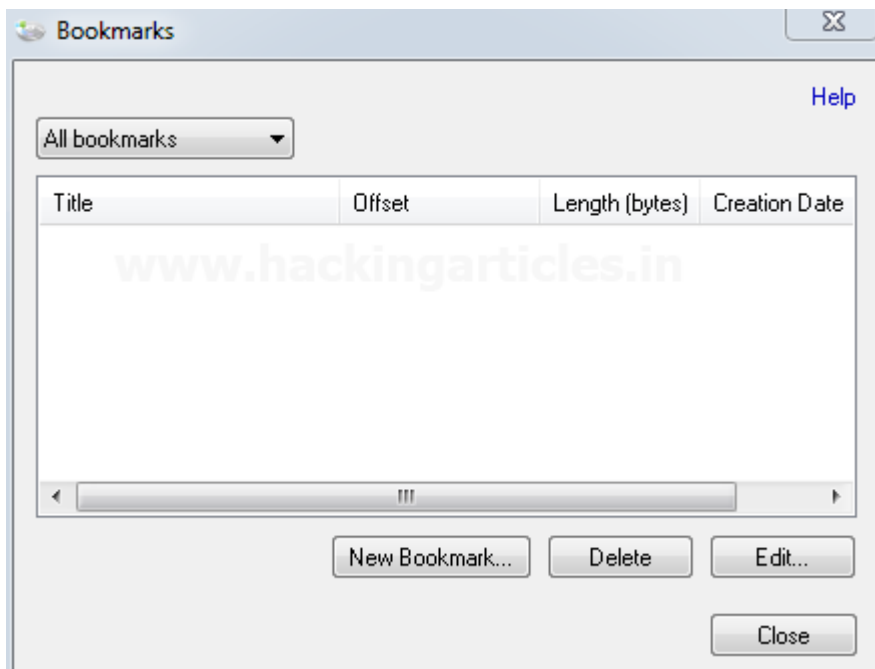 Bookmarks
Help
All bookmarks
Title Offset Length (bytes) Creation Date
www.hackingarticles.in
New Bookmark... Delete Edit...
Close